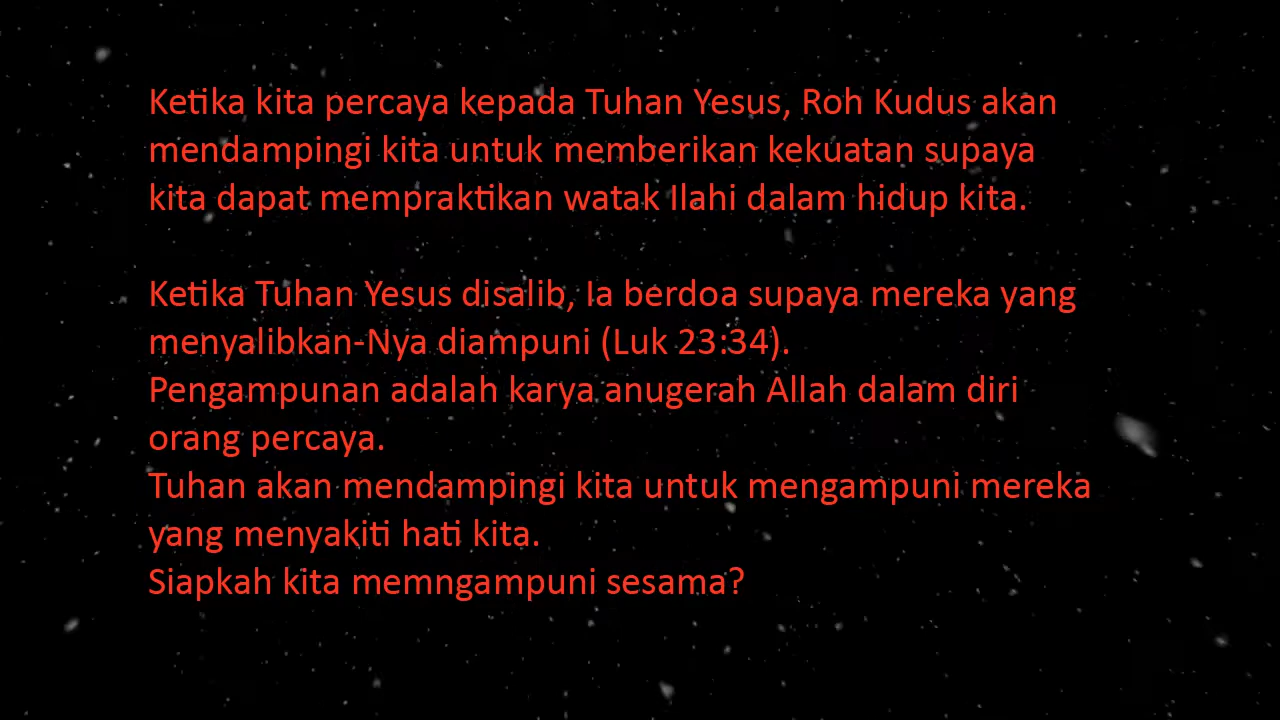 Ketika kita percaya kepada Tuhan Yesus, Roh Kudus akan
mendampingi kita untuk memberikan kekuatan supaya
kita dapat mempraktikan watak Ilahi dalam hidup kita.
Ketika Tuhan Yesus disalib, Ia berdoa supaya mereka yang
menyalibkan-Nya diampuni (Luk 23:34).
Pengampunan adalah karya anugerah Allah dalam diri
orang percaya.
Tuhan akan mendampingi kita untuk mengampuni mereka
yang menyakiti hati kita.
Siapkah kita memngampuni sesama?